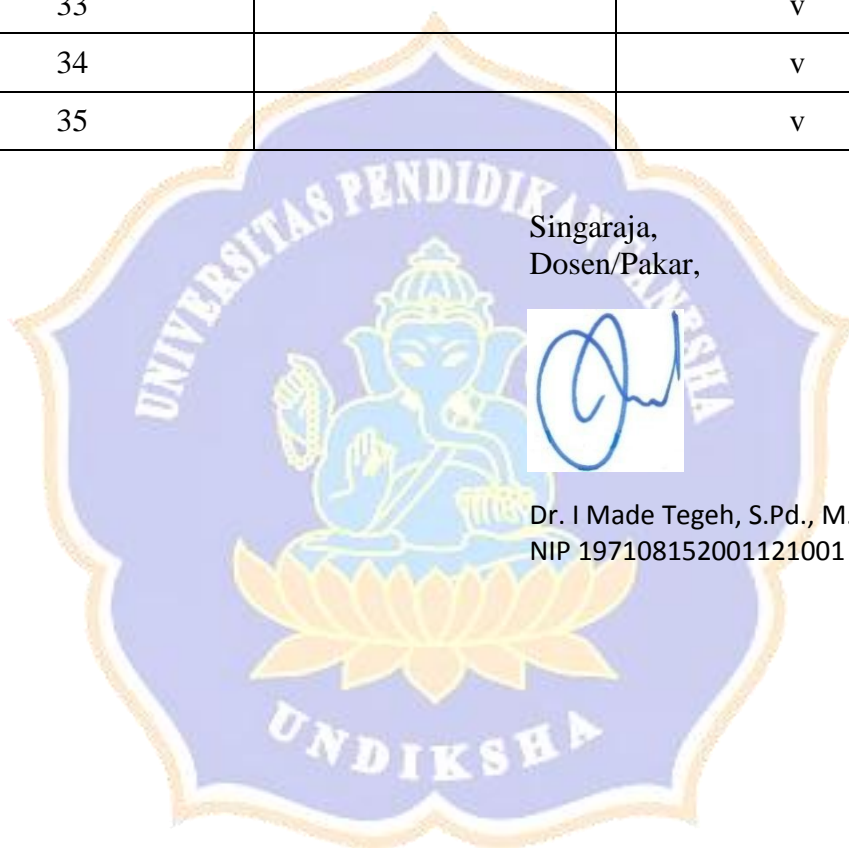 33 v
34 v
35 v
UNIVERSITAS PENDIDIKAN GANESHA
Singaraja,
Dosen/Pakar,
Dr. I Made Tegeh, S.Pd., M.
NIP 197108152001121001
UNDIKSHA